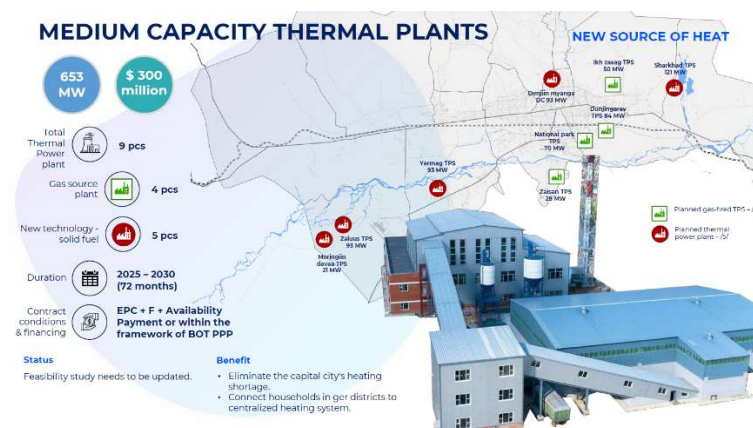 MEDIUM CAPACITY THERMAL PLANTS
NEW SOURCE OF HEAT
653
MW
$ 300
million
Total
Thermal
Power
plant
9 pcs
Gas source
plant
4 pcs
New technology -
solid fuel
5 pcs
Duration
2025 – 2030
(72 months)
Contract
conditions
& financing
EPC + F + Availability
Payment or within the
framework of BOT PPP
Status
Feasibility study needs to be updated.
Benefit
• Eliminate the capital city's heating
shortage.
• Connect households in ger districts to
centralized heating system.
Ikh zasag TPS
50 MW
Sharkhad TPS
121 MW
Denjiin myanga
DC 93 MW
Dunjingarav
TPS 84 MW
National park
TPS
70 MW
Yarmag TPS
93 MW
Zaisan TPS
28 MW
Zaluus TPS
93 MW
Moringiin
davaa TPS
21 MW
Planned gas-fired TPS –
Planned thermal
power plant – /5/